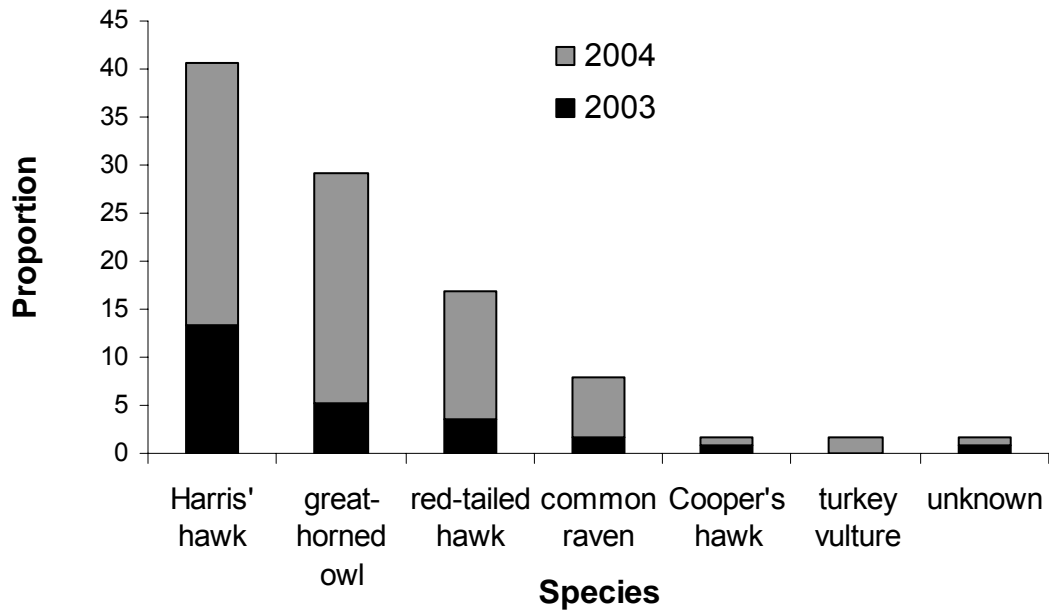 45
40
35
30
25
20
15
10
5
0
Proportion
2004
2003
Harris' hawk
great-horned owl
red-tailed hawk
common raven
Cooper's hawk
turkey vulture
unknown
Species